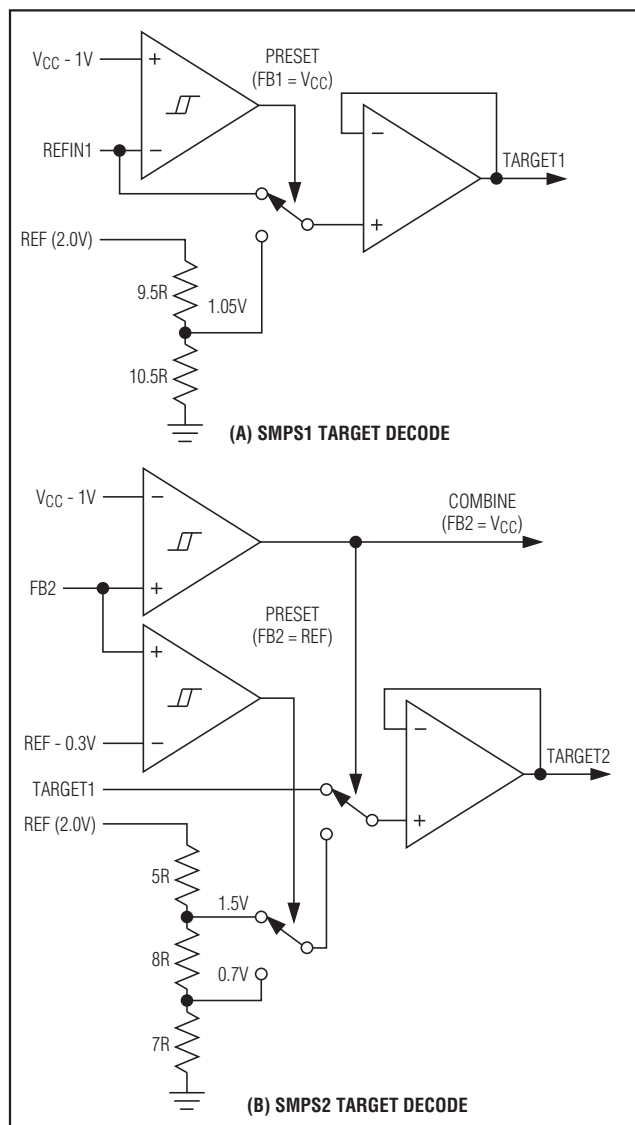 V_CC - 1V
+
PRESET
(FB1 = V_CC)
REFIN1
−
−
TARGET1
+
REF (2.0V)
9.5R
1.05V
10.5R
(A) SMPS1 TARGET DECODE
V_CC - 1V
−
COMBINE
(FB2 = V_CC)
FB2
+
PRESET
(FB2 = REF)
+
REF - 0.3V
−
−
TARGET2
TARGET1
+
REF (2.0V)
5R
1.5V
8R
0.7V
7R
(B) SMPS2 TARGET DECODE